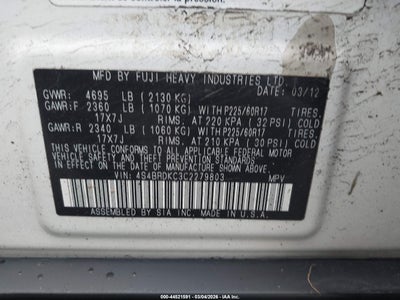 MFD. BY FUJI HEAVY INDUSTRIES LTD.
DATE: 03/12
GVWR: 4695 LB (2130 KG)
GAWR:F 2360 LB (1070 KG) WITH P225/60R17 TIRES.
17X7J RIMS. AT 220 KPA (32 PSI) COLD
GAWR:R 2340 LB (1060 KG) WITH P225/60R17 TIRES.
17X7J RIMS. AT 210 KPA (30 PSI) COLD
THIS VEHICLE CONFORMS TO ALL APPLICABLE FEDERAL MOTOR
VEHICLE SAFETY, BUMPER, AND THEFT PREVENTION STANDARDS
IN EFFECT ON THE DATE OF MANUFACTURE SHOWN ABOVE.
VIN: 4S4BRDKC3C2279803 MPV
ASSEMBLED BY SIA INC. MADE IN U.S.A.
000-44521591 - 03/04/2026 - IAA, Inc.